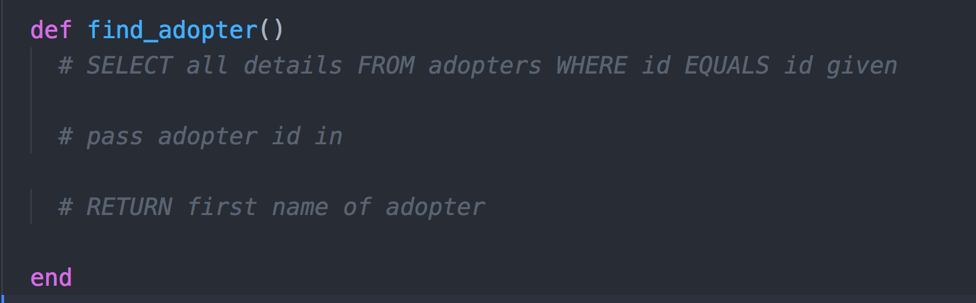 def find_adopter()
# SELECT all details FROM adopters WHERE id EQUALS id given
# pass adopter id in
# RETURN first name of adopter
end